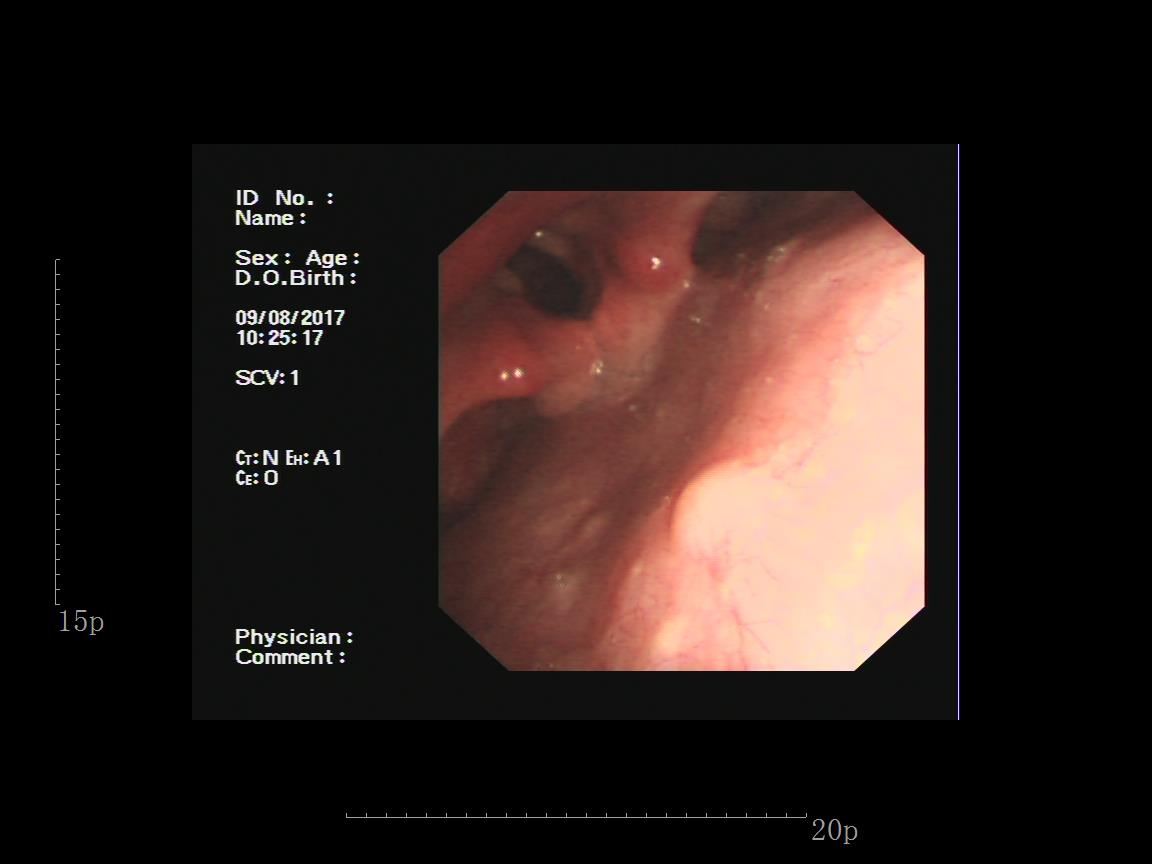 ID No. :
Name:
Sex: Age:
D.O.Birth:
09/08/2017
10:25:17
SCV:1
CT:N EH:A1
CE:0
Physician:
Comment:
15p
20p